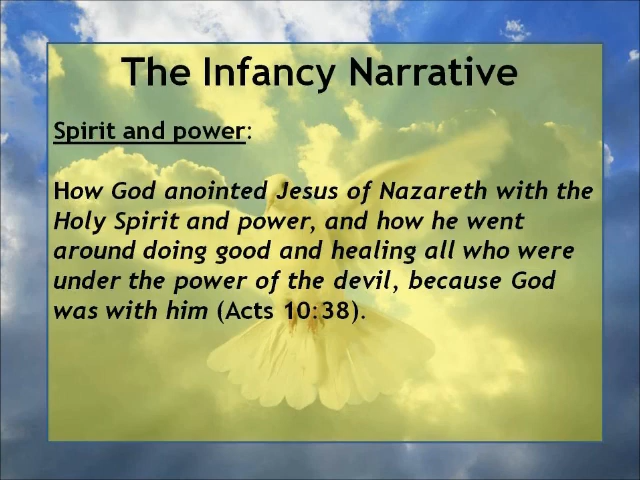 The Infancy Narrative
Spirit and power:
How God anointed Jesus of Nazareth with the
Holy Spirit and power, and how he went
around doing good and healing all who were
under the power of the devil, because God
was with him (Acts 10:38).